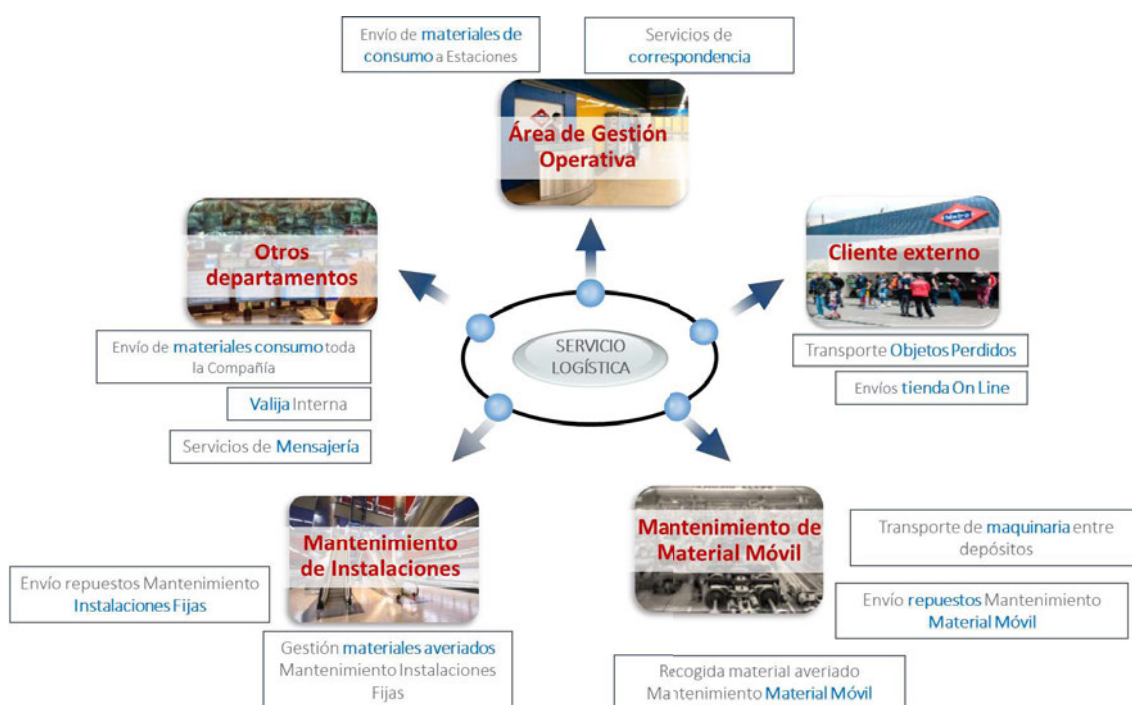 Envío de materiales de
consumo a Estaciones
Servicios de
correspondencia
Área de Gestión
Operativa
Otros
departamentos
Envío de materiales consumo toda
la Compañía
Valija Interna
Servicios de Mensajería
Metro
Cliente externo
Transporte Objetos Perdidos
Envíos tienda On Line
SERVICIO
LOGÍSTICA
Mantenimiento
de Instalaciones
Envío repuestos Mantenimiento
Instalaciones Fijas
Gestión materiales averiados
Mantenimiento Instalaciones
Fijas
Mantenimiento de
Material Móvil
Transporte de maquinaria entre
depósitos
Envío repuestos Mantenimiento
Material Móvil
Recogida material averiado
Mantenimiento Material Móvil